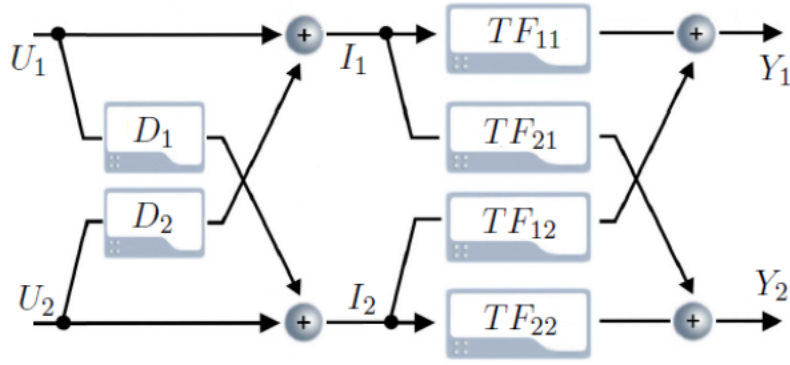 U₁
+
I₁
TF₁₁
+
Y₁
D₁
TF₂₁
D₂
TF₁₂
U₂
+
I₂
TF₂₂
+
Y₂